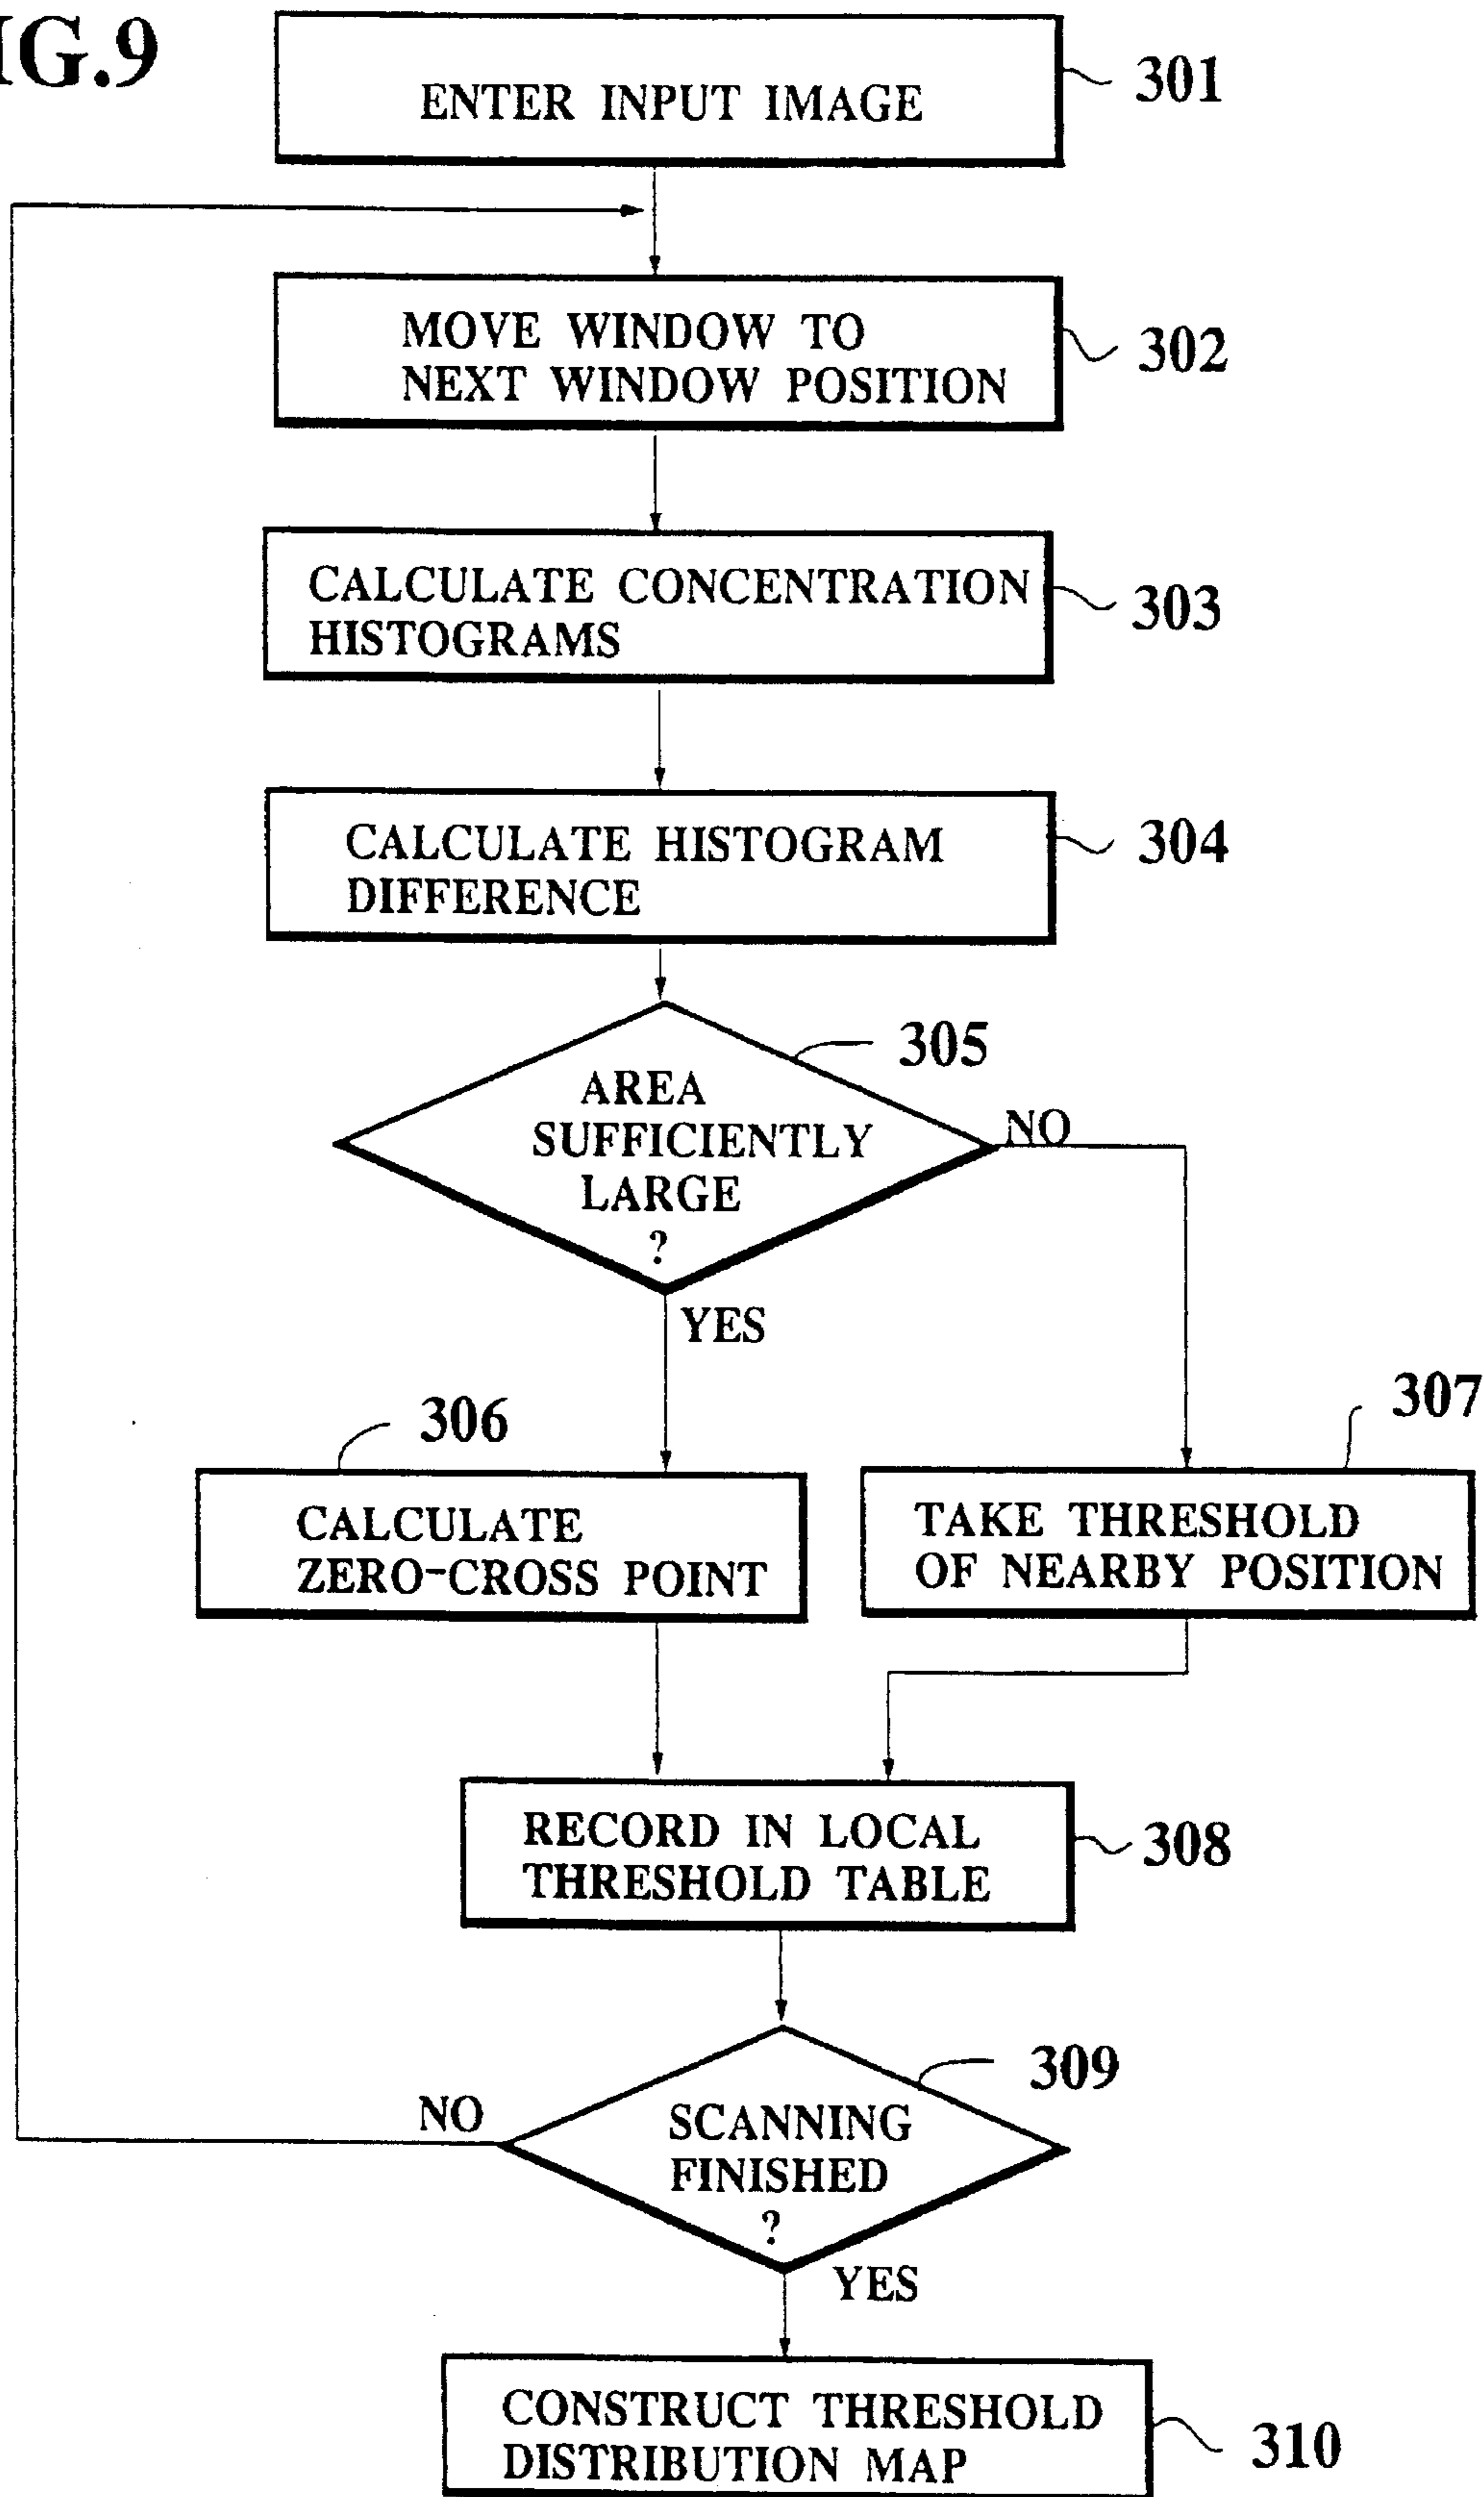 IG.9
ENTER INPUT IMAGE
301
MOVE WINDOW TO
NEXT WINDOW POSITION
302
CALCULATE CONCENTRATION
HISTOGRAMS
303
CALCULATE HISTOGRAM
DIFFERENCE
304
305
AREA
SUFFICIENTLY
LARGE
?
NO
YES
306
307
CALCULATE
ZERO-CROSS POINT
TAKE THRESHOLD
OF NEARBY POSITION
RECORD IN LOCAL
THRESHOLD TABLE
308
309
NO
SCANNING
FINISHED
?
YES
CONSTRUCT THRESHOLD
DISTRIBUTION MAP
310